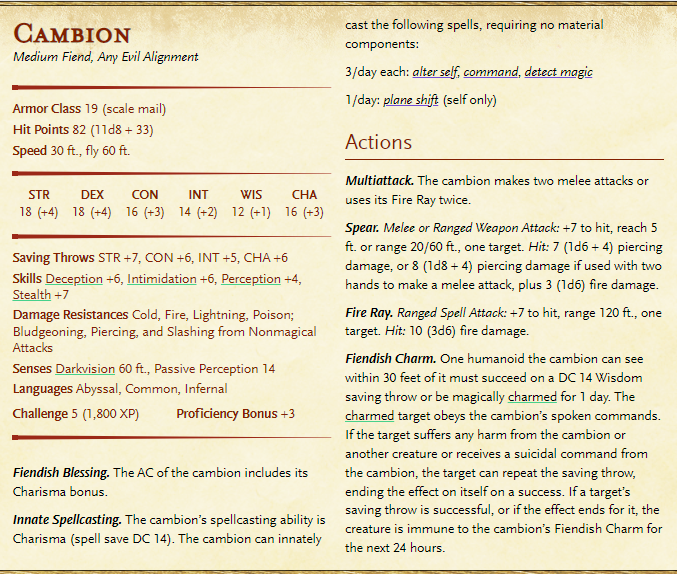 CAMBION
Medium Fiend, Any Evil Alignment
Armor Class 19 (scale mail)
Hit Points 82 (11d8 + 33)
Speed 30 ft., fly 60 ft.
STR DEX CON INT WIS CHA
18 (+4) 18 (+4) 16 (+3) 14 (+2) 12 (+1) 16 (+3)
Saving Throws STR +7, CON +6, INT +5, CHA +6
Skills Deception +6, Intimidation +6, Perception +4,
Stealth +7
Damage Resistances Cold, Fire, Lightning, Poison;
Bludgeoning, Piercing, and Slashing from Nonmagical
Attacks
Senses Darkvision 60 ft., Passive Perception 14
Languages Abyssal, Common, Infernal
Challenge 5 (1,800 XP) Proficiency Bonus +3
Fiendish Blessing. The AC of the cambion includes its
Charisma bonus.
Innate Spellcasting. The cambion's spellcasting ability is
Charisma (spell save DC 14). The cambion can innately
cast the following spells, requiring no material
components:
3/day each: alter self, command, detect magic
1/day: plane shift (self only)
Actions
Multiattack. The cambion makes two melee attacks or
uses its Fire Ray twice.
Spear. Melee or Ranged Weapon Attack: +7 to hit, reach 5
ft. or range 20/60 ft., one target. Hit: 7 (1d6 + 4) piercing
damage, or 8 (1d8 + 4) piercing damage if used with two
hands to make a melee attack, plus 3 (1d6) fire damage.
Fire Ray. Ranged Spell Attack: +7 to hit, range 120 ft., one
target. Hit: 10 (3d6) fire damage.
Fiendish Charm. One humanoid the cambion can see
within 30 feet of it must succeed on a DC 14 Wisdom
saving throw or be magically charmed for 1 day. The
charmed target obeys the cambion's spoken commands.
If the target suffers any harm from the cambion or
another creature or receives a suicidal command from
the cambion, the target can repeat the saving throw,
ending the effect on itself on a success. If a target's
saving throw is successful, or if the effect ends for it, the
creature is immune to the cambion's Fiendish Charm for
the next 24 hours.